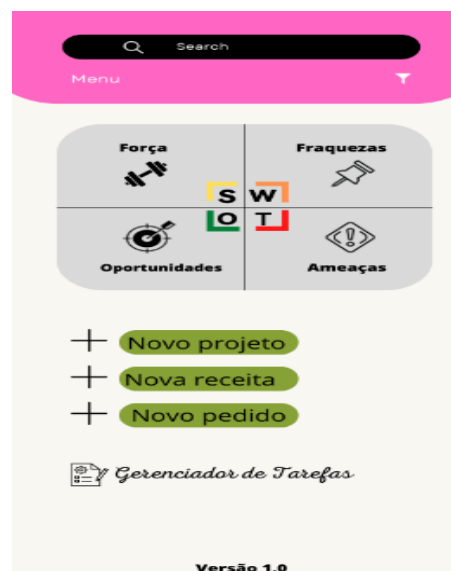 Search
Menu
Força
Fraquezas
S W
O T
Oportunidades
Ameaças
Novo projeto
Nova receita
Novo pedido
Gerenciador de Tarefas
Versão 1.0